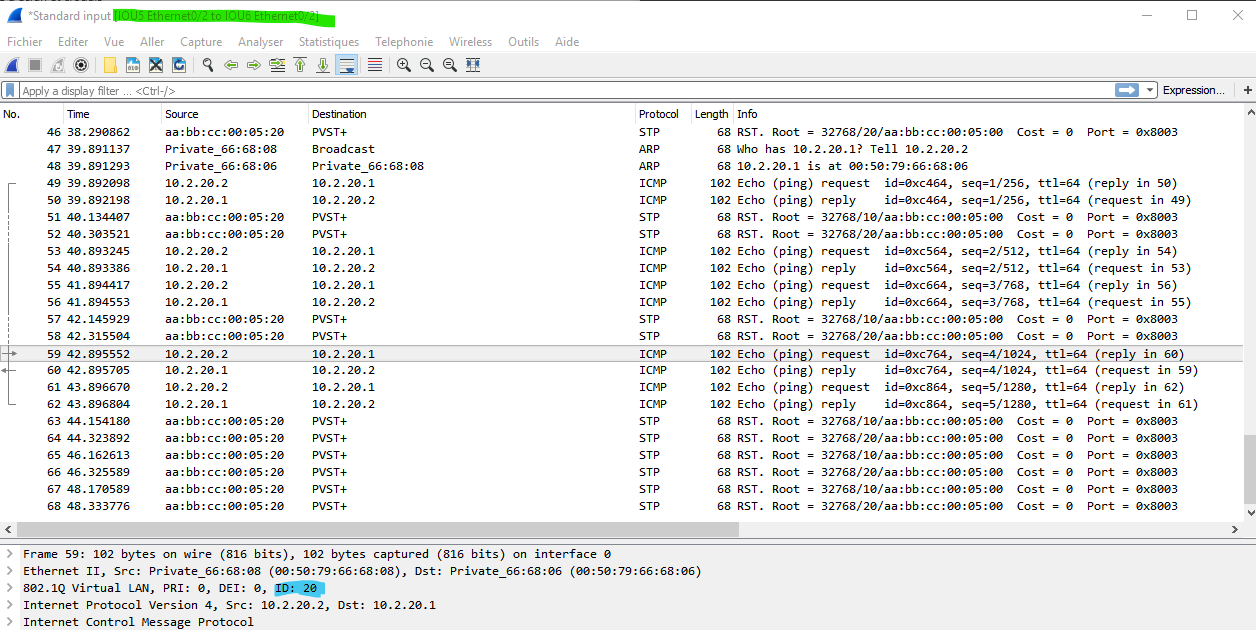 *Standard input [IOU5 Ethernet0/2 to IOU6 Ethernet0/2]
Fichier Editer Vue Aller Capture Analyser Statistiques Telephonie Wireless Outils Aide
Apply a display filter ... <Ctrl-/> Expression... +
No. Time Source Destination Protocol Length Info
46 38.290862 aa:bb:cc:00:05:20 PVST+ STP 68 RST. Root = 32768/20/aa:bb:cc:00:05:00 Cost = 0 Port = 0x8003
47 39.891137 Private_66:68:08 Broadcast ARP 68 Who has 10.2.20.1? Tell 10.2.20.2
48 39.891293 Private_66:68:06 Private_66:68:08 ARP 68 10.2.20.1 is at 00:50:79:66:68:06
49 39.892098 10.2.20.2 10.2.20.1 ICMP 102 Echo (ping) request id=0xc464, seq=1/256, ttl=64 (reply in 50)
50 39.892198 10.2.20.1 10.2.20.2 ICMP 102 Echo (ping) reply id=0xc464, seq=1/256, ttl=64 (request in 49)
51 40.134407 aa:bb:cc:00:05:20 PVST+ STP 68 RST. Root = 32768/10/aa:bb:cc:00:05:00 Cost = 0 Port = 0x8003
52 40.303521 aa:bb:cc:00:05:20 PVST+ STP 68 RST. Root = 32768/20/aa:bb:cc:00:05:00 Cost = 0 Port = 0x8003
53 40.893245 10.2.20.2 10.2.20.1 ICMP 102 Echo (ping) request id=0xc564, seq=2/512, ttl=64 (reply in 54)
54 40.893386 10.2.20.1 10.2.20.2 ICMP 102 Echo (ping) reply id=0xc564, seq=2/512, ttl=64 (request in 53)
55 41.894417 10.2.20.2 10.2.20.1 ICMP 102 Echo (ping) request id=0xc664, seq=3/768, ttl=64 (reply in 56)
56 41.894553 10.2.20.1 10.2.20.2 ICMP 102 Echo (ping) reply id=0xc664, seq=3/768, ttl=64 (request in 55)
57 42.145929 aa:bb:cc:00:05:20 PVST+ STP 68 RST. Root = 32768/10/aa:bb:cc:00:05:00 Cost = 0 Port = 0x8003
58 42.315504 aa:bb:cc:00:05:20 PVST+ STP 68 RST. Root = 32768/20/aa:bb:cc:00:05:00 Cost = 0 Port = 0x8003
59 42.895552 10.2.20.2 10.2.20.1 ICMP 102 Echo (ping) request id=0xc764, seq=4/1024, ttl=64 (reply in 60)
60 42.895705 10.2.20.1 10.2.20.2 ICMP 102 Echo (ping) reply id=0xc764, seq=4/1024, ttl=64 (request in 59)
61 43.896670 10.2.20.2 10.2.20.1 ICMP 102 Echo (ping) request id=0xc864, seq=5/1280, ttl=64 (reply in 62)
62 43.896804 10.2.20.1 10.2.20.2 ICMP 102 Echo (ping) reply id=0xc864, seq=5/1280, ttl=64 (request in 61)
63 44.154180 aa:bb:cc:00:05:20 PVST+ STP 68 RST. Root = 32768/10/aa:bb:cc:00:05:00 Cost = 0 Port = 0x8003
64 44.323892 aa:bb:cc:00:05:20 PVST+ STP 68 RST. Root = 32768/20/aa:bb:cc:00:05:00 Cost = 0 Port = 0x8003
65 46.162613 aa:bb:cc:00:05:20 PVST+ STP 68 RST. Root = 32768/10/aa:bb:cc:00:05:00 Cost = 0 Port = 0x8003
66 46.325589 aa:bb:cc:00:05:20 PVST+ STP 68 RST. Root = 32768/20/aa:bb:cc:00:05:00 Cost = 0 Port = 0x8003
67 48.170589 aa:bb:cc:00:05:20 PVST+ STP 68 RST. Root = 32768/10/aa:bb:cc:00:05:00 Cost = 0 Port = 0x8003
68 48.333776 aa:bb:cc:00:05:20 PVST+ STP 68 RST. Root = 32768/20/aa:bb:cc:00:05:00 Cost = 0 Port = 0x8003
Frame 59: 102 bytes on wire (816 bits), 102 bytes captured (816 bits) on interface 0
Ethernet II, Src: Private_66:68:08 (00:50:79:66:68:08), Dst: Private_66:68:06 (00:50:79:66:68:06)
802.1Q Virtual LAN, PRI: 0, DEI: 0, ID: 20
Internet Protocol Version 4, Src: 10.2.20.2, Dst: 10.2.20.1
Internet Control Message Protocol